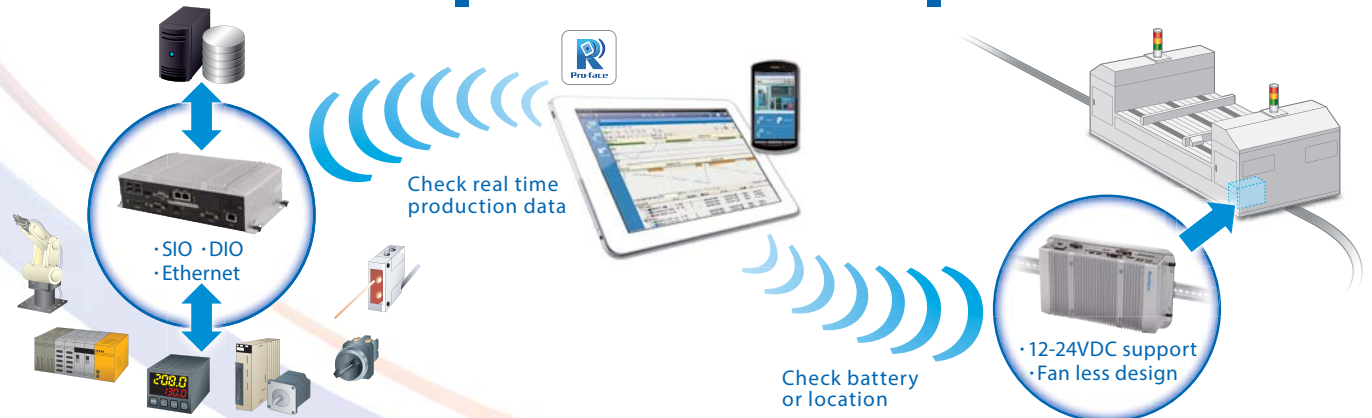 Pro-face
Check real time
production data
·SIO ·DIO
·Ethernet
208.0
130.0
Check battery
or location
·12-24VDC support
·Fan less design